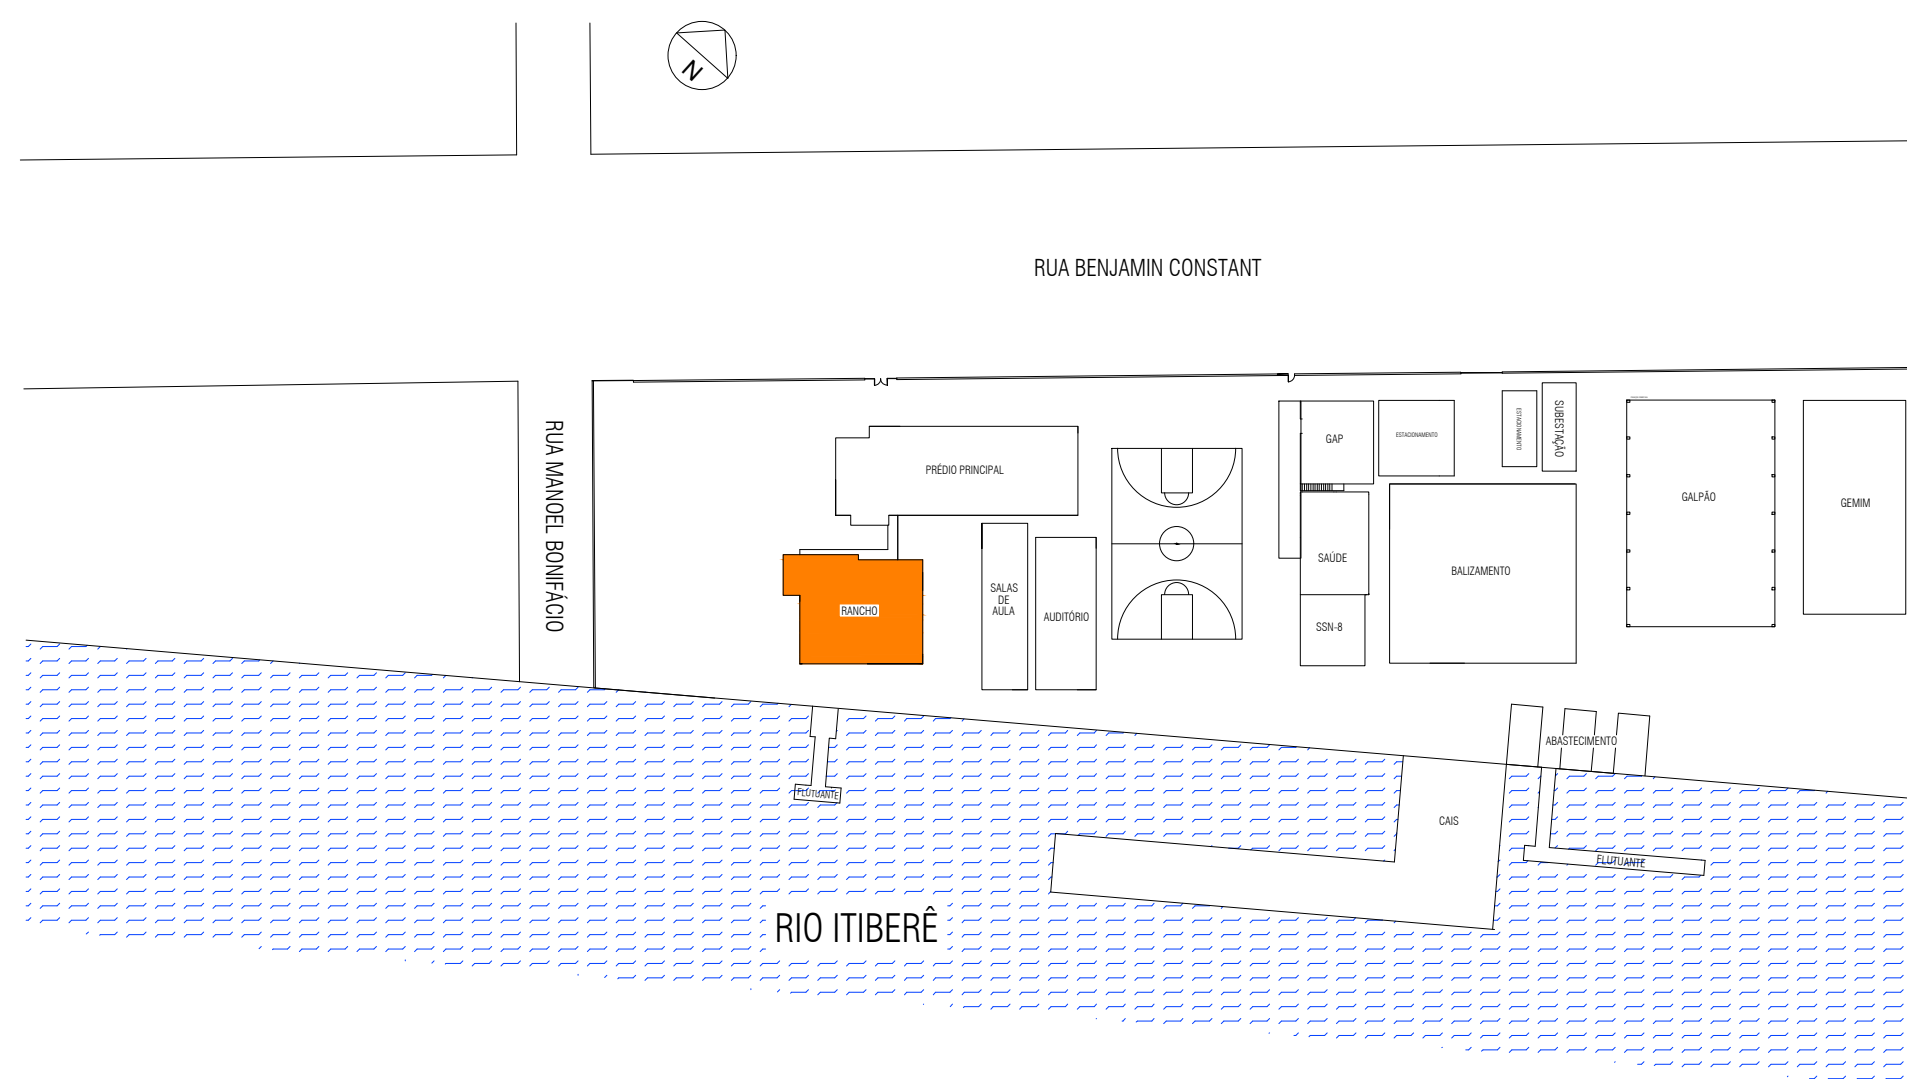 N
RUA BENJAMIN CONSTANT
RUA MANOEL BONIFÁCIO
PRÉDIO PRINCIPAL
RANCHO
SALAS
DE
AULA
AUDITÓRIO
GAP
ESTACIONAMENTO
ESTACIONAMENTO
SUBESTAÇÃO
SAÚDE
SSN-8
BALIZAMENTO
GALPÃO
GEMIM
ABASTECIMENTO
FLUTUANTE
CAIS
FLUTUANTE
RIO ITIBERÊ